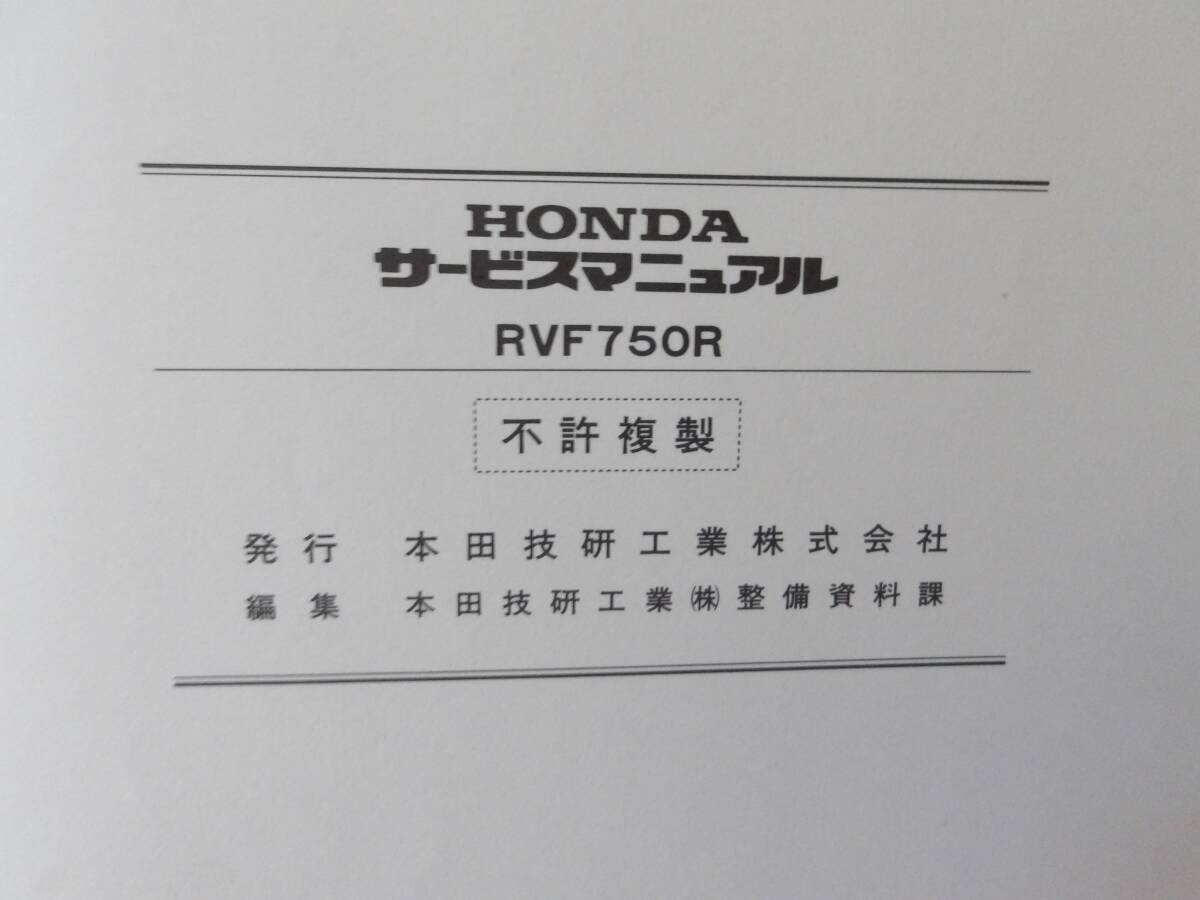 HONDA
サービスマニュアル
RVF750R
不許複製
発行 本田技研工業株式会社
編集 本田技研工業㈱整備資料課